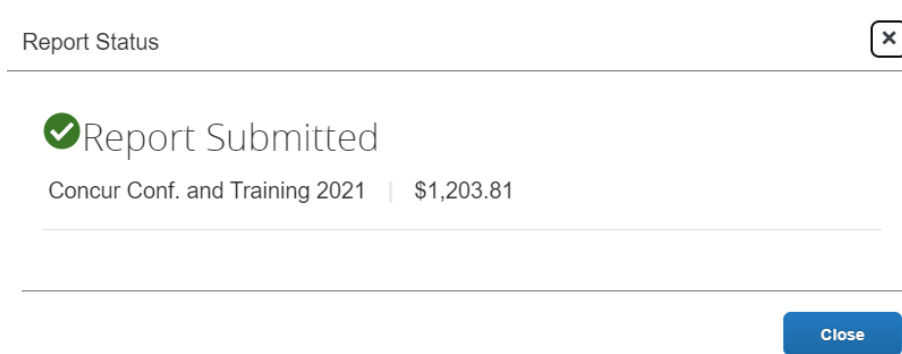 Report Status
Report Submitted
Concur Conf. and Training 2021 | $1,203.81
Close